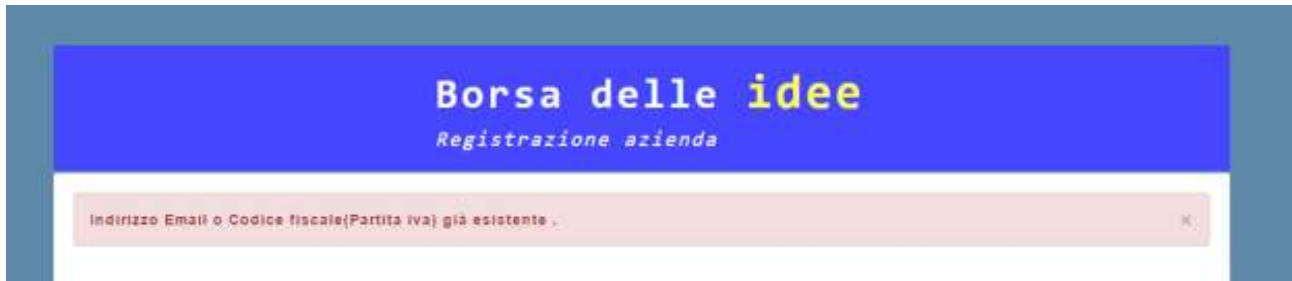 Borsa delle idee
Registrazione azienda
Indirizzo Email o Codice fiscale(Partita iva) già esistente .
×